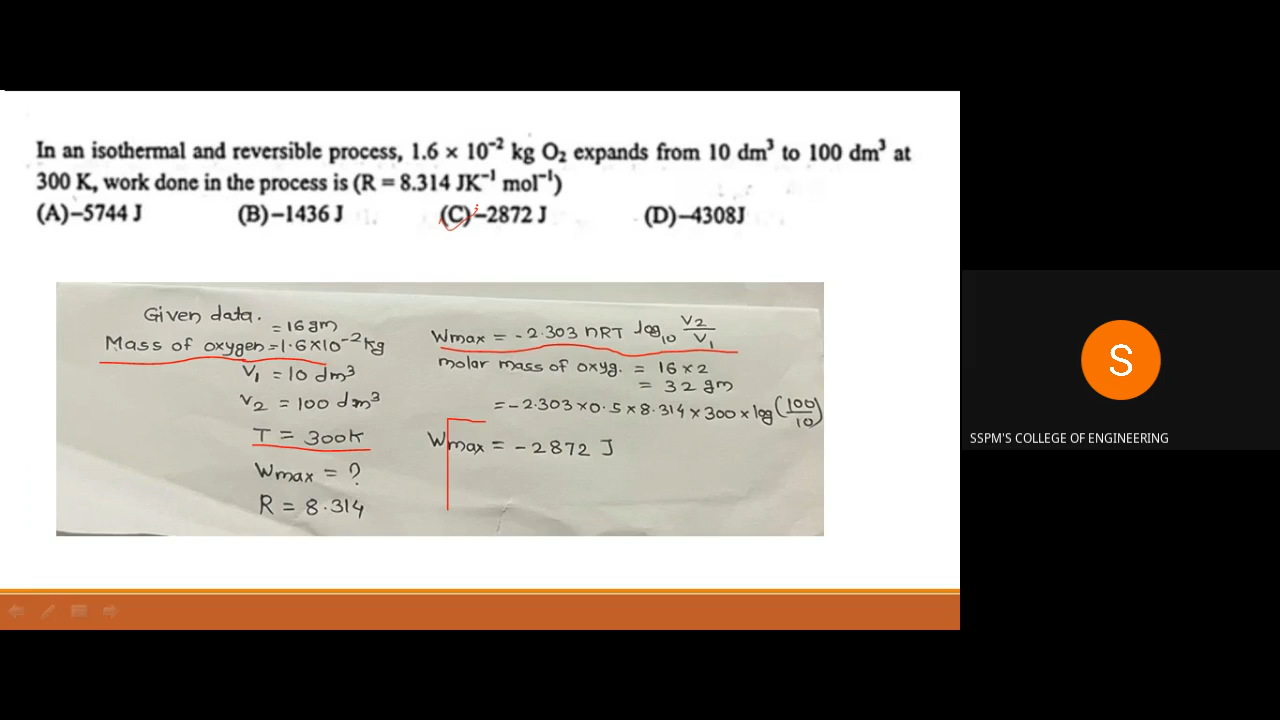 In an isothermal and reversible process, 1.6 × 10⁻² kg O₂ expands from 10 dm³ to 100 dm³ at
300 K, work done in the process is (R = 8.314 JK⁻¹ mol⁻¹)
(A)–5744 J (B)–1436 J (C)–2872 J (D)–4308J
Given data.
= 16 gm
Mass of oxygen = 1.6×10⁻² kg
V₁ = 10 dm³
V₂ = 100 dm³
T = 300K
Wmax = ?
R = 8.314
Wmax = - 2.303 nRT log₁₀ V₂/V₁
molar mass of oxyg. = 16 × 2
= 32 gm
= - 2.303 × 0.5 × 8.314 × 300 × log (100/10)
Wmax = - 2872 J
S
SSPM'S COLLEGE OF ENGINEERING